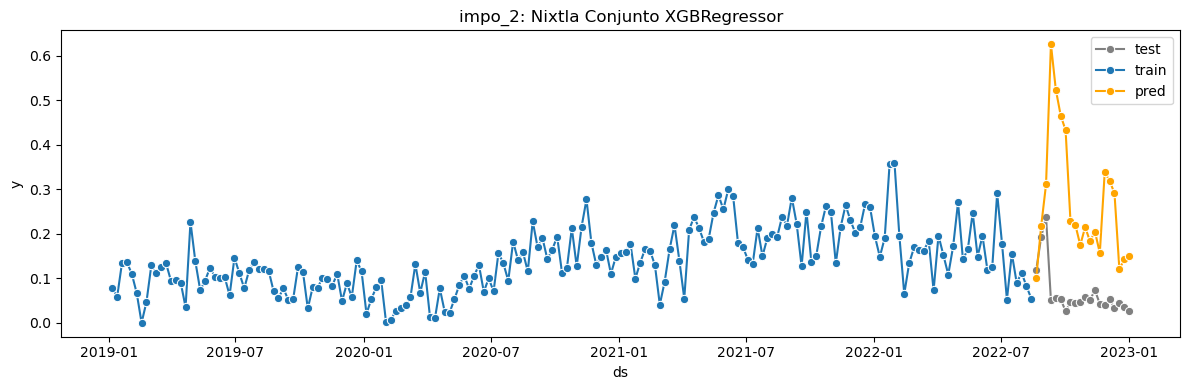 impo_2: Nixtla Conjunto XGBRegressor
test
train
pred
y
0.6
0.5
0.4
0.3
0.2
0.1
0.0
2019-01 2019-07 2020-01 2020-07 2021-01 2021-07 2022-01 2022-07 2023-01
ds